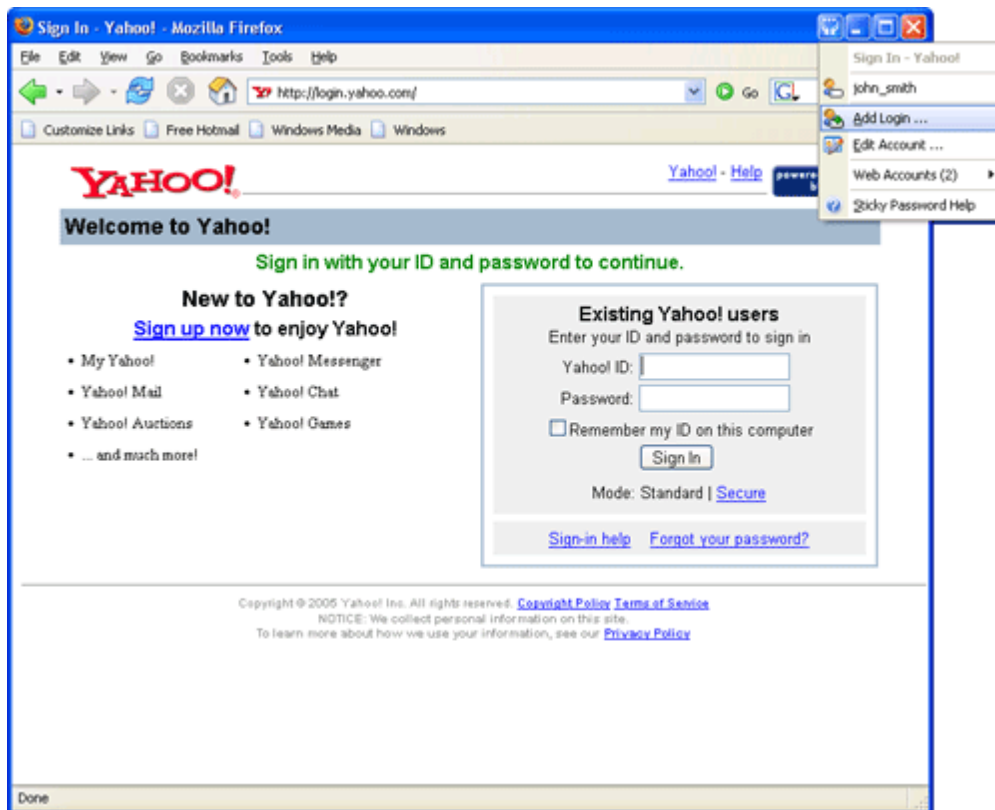 Sign In - Yahoo! - Mozilla Firefox
File Edit View Go Bookmarks Tools Help
http://login.yahoo.com/ Go G
Customize Links Free Hotmail Windows Media Windows
Sign In - Yahoo!
john_smith
Add Login ...
Edit Account ...
Web Accounts (2)
Sticky Password Help
YAHOO!
Yahoo! - Help
powere
b
Welcome to Yahoo!
Sign in with your ID and password to continue.
New to Yahoo!?
Sign up now to enjoy Yahoo!
• My Yahoo! • Yahoo! Messenger
• Yahoo! Mail • Yahoo! Chat
• Yahoo! Auctions • Yahoo! Games
• ... and much more!
Existing Yahoo! users
Enter your ID and password to sign in
Yahoo! ID:
Password:
Remember my ID on this computer
Sign In
Mode: Standard | Secure
Sign-in help Forgot your password?
Copyright © 2005 Yahoo! Inc. All rights reserved. Copyright Policy Terms of Service
NOTICE: We collect personal information on this site.
To learn more about how we use your information, see our Privacy Policy
Done